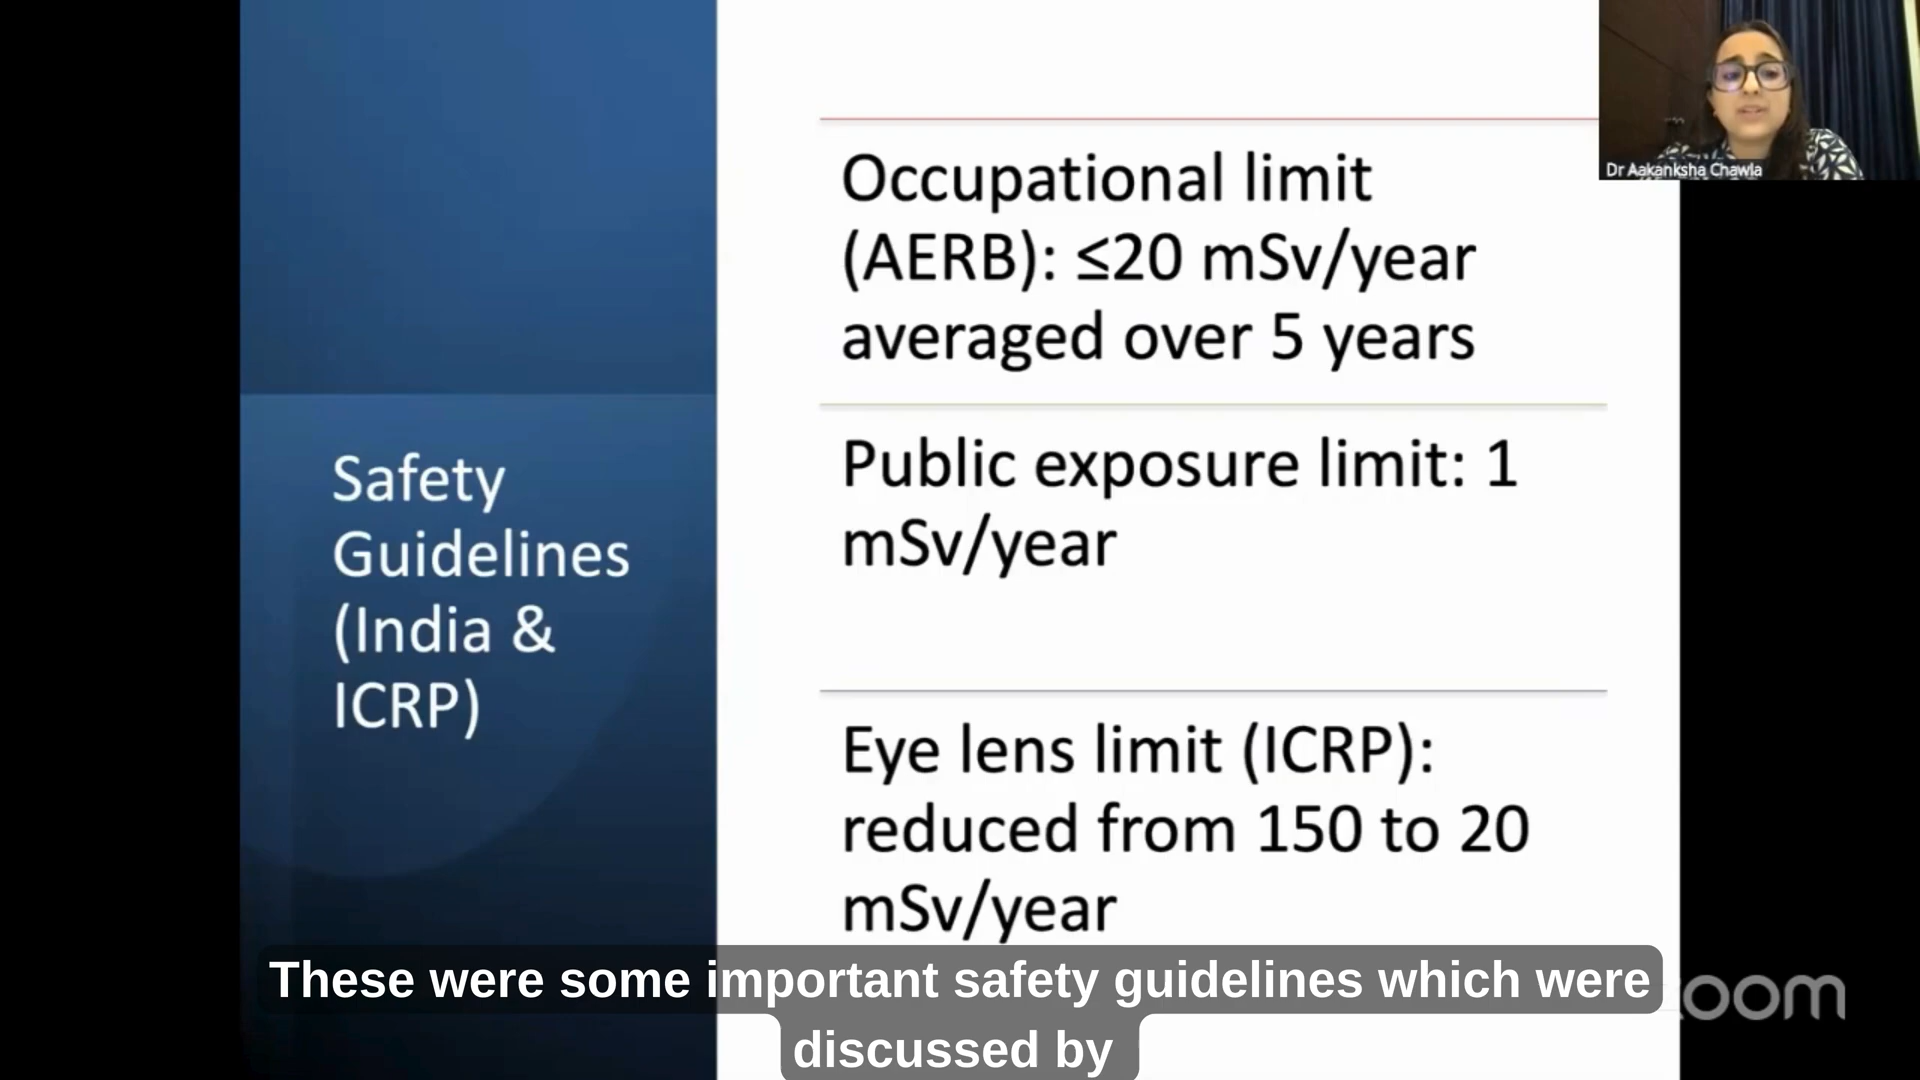 Dr Aakanksha Chawla
Safety
Guidelines
(India &
ICRP)
Occupational limit
(AERB): ≤20 mSv/year
averaged over 5 years
Public exposure limit: 1
mSv/year
Eye lens limit (ICRP):
reduced from 150 to 20
mSv/year
These were some important safety guidelines which were
discussed by
zoom